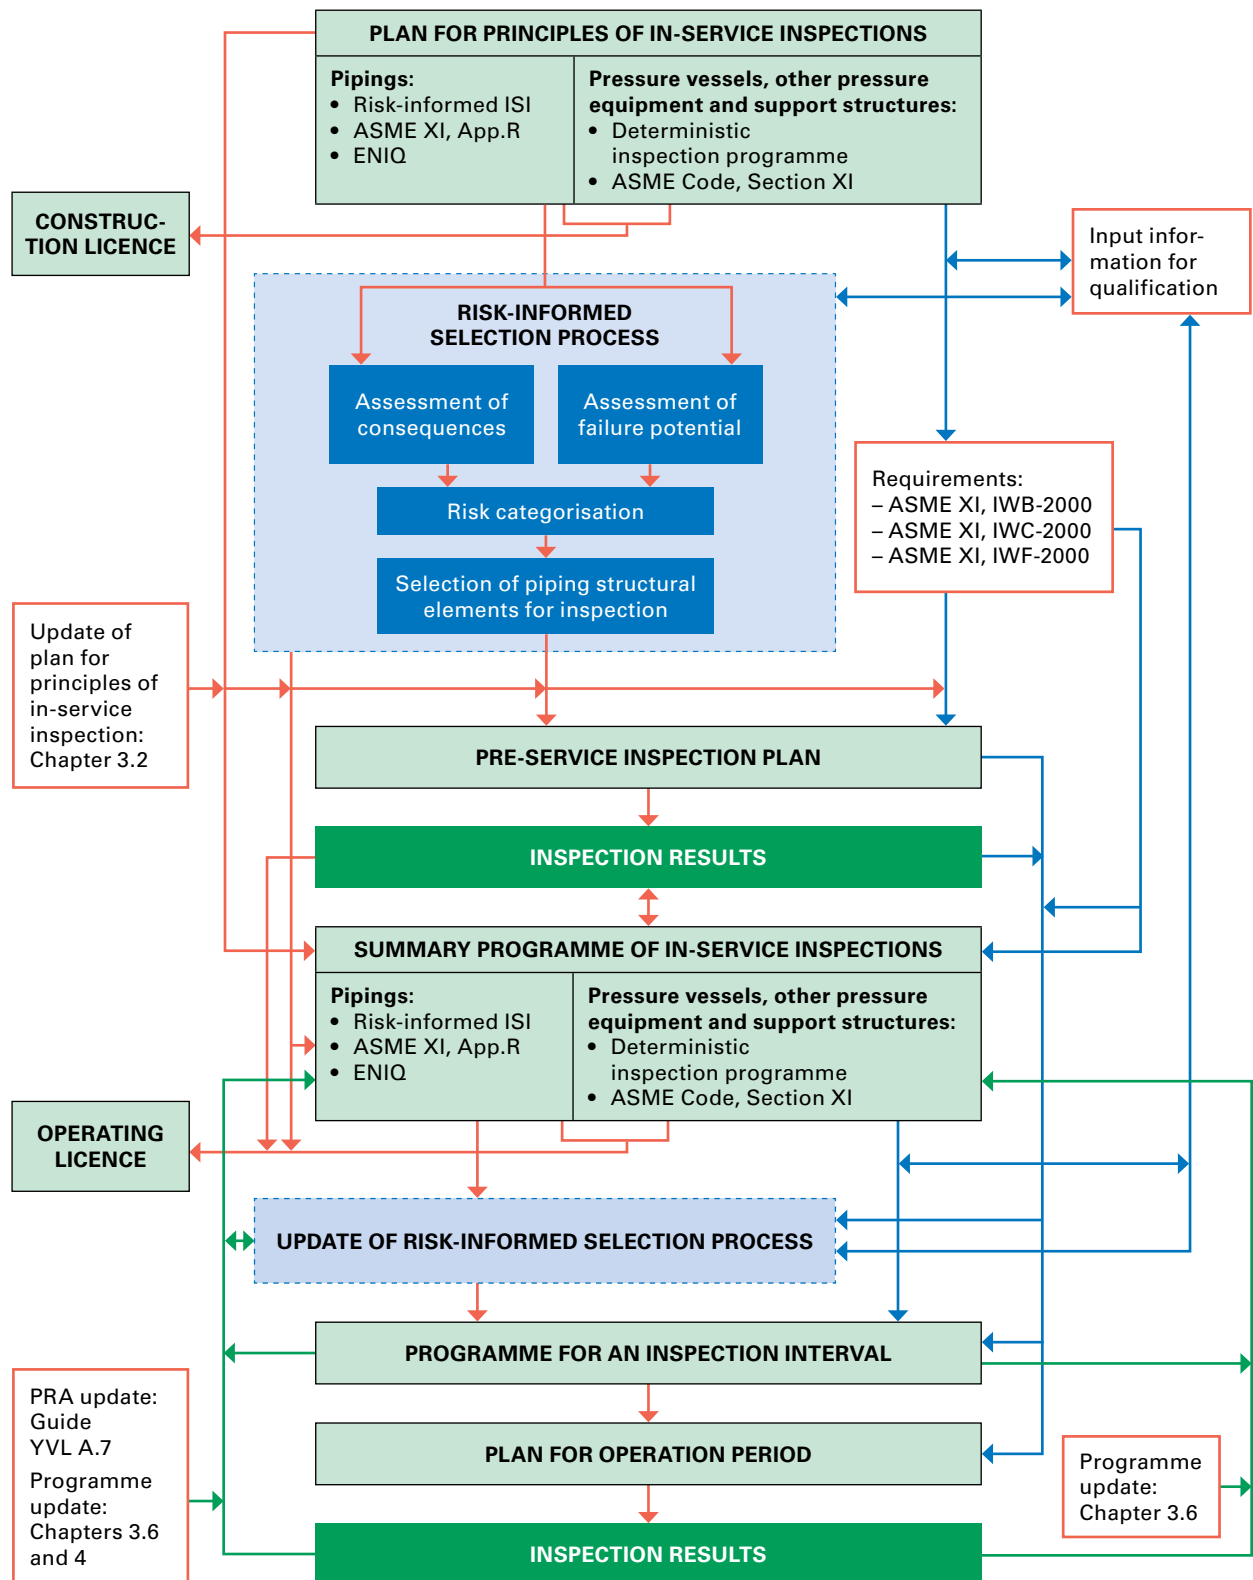 PLAN FOR PRINCIPLES OF IN-SERVICE INSPECTIONS
Pipings:
• Risk-informed ISI
• ASME XI, App.R
• ENIQ
Pressure vessels, other pressure
equipment and support structures:
• Deterministic
inspection programme
• ASME Code, Section XI
CONSTRUC-
TION LICENCE
Input infor-
mation for
qualification
RISK-INFORMED
SELECTION PROCESS
Assessment of
consequences
Assessment of
failure potential
Risk categorisation
Selection of piping structural
elements for inspection
Requirements:
– ASME XI, IWB-2000
– ASME XI, IWC-2000
– ASME XI, IWF-2000
Update of
plan for
principles of
in-service
inspection:
Chapter 3.2
PRE-SERVICE INSPECTION PLAN
INSPECTION RESULTS
SUMMARY PROGRAMME OF IN-SERVICE INSPECTIONS
Pipings:
• Risk-informed ISI
• ASME XI, App.R
• ENIQ
Pressure vessels, other pressure
equipment and support structures:
• Deterministic
inspection programme
• ASME Code, Section XI
OPERATING
LICENCE
UPDATE OF RISK-INFORMED SELECTION PROCESS
PROGRAMME FOR AN INSPECTION INTERVAL
PRA update:
Guide
YVL A.7
Programme
update:
Chapters 3.6
and 4
PLAN FOR OPERATION PERIOD
Programme
update:
Chapter 3.6
INSPECTION RESULTS